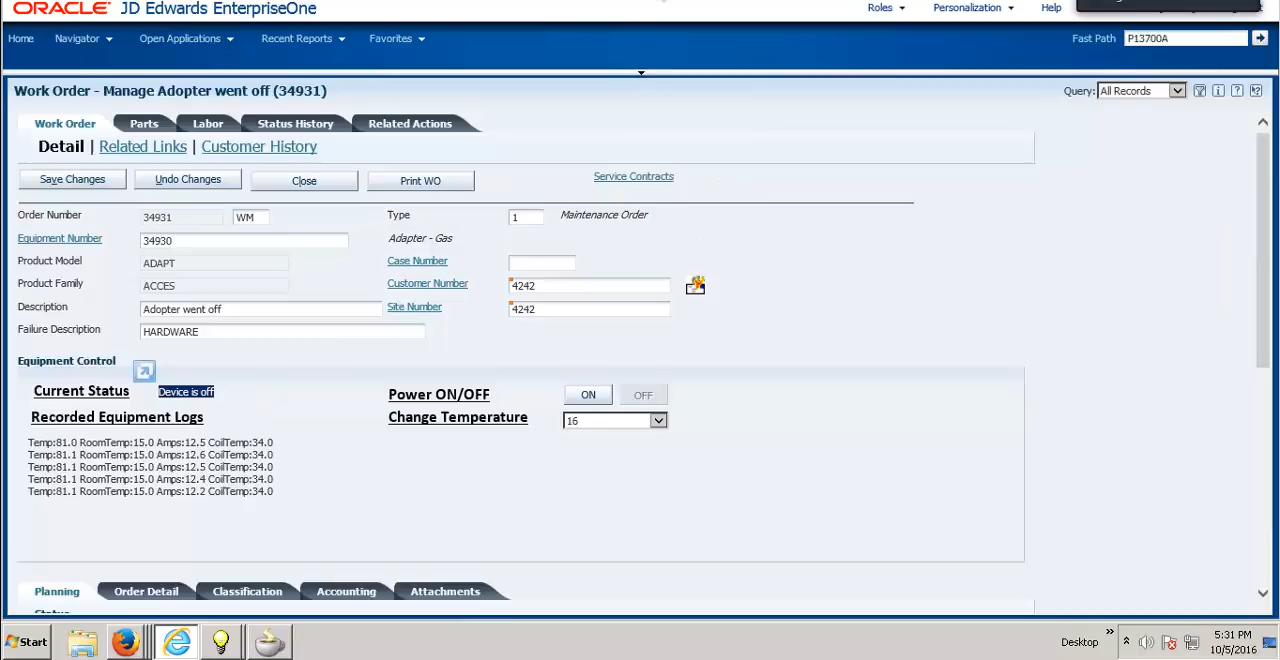 ORACLE JD Edwards EnterpriseOne Roles Personalization Help
Home Navigator Open Applications Recent Reports Favorites Fast Path P13700A
Work Order - Manage Adopter went off (34931) Query: All Records
Work Order Parts Labor Status History Related Actions
Detail | Related Links | Customer History
Save Changes Undo Changes Close Print WO Service Contracts
Order Number 34931 WM Type 1 Maintenance Order
Equipment Number 34930 Adapter - Gas
Product Model ADAPT Case Number
Product Family ACCES Customer Number 4242
Description Adopter went off Site Number 4242
Failure Description HARDWARE
Equipment Control
Current Status Device is off Power ON/OFF ON OFF
Recorded Equipment Logs Change Temperature 16
Temp:81.0 RoomTemp:15.0 Amps:12.5 CoilTemp:34.0
Temp:81.1 RoomTemp:15.0 Amps:12.6 CoilTemp:34.0
Temp:81.1 RoomTemp:15.0 Amps:12.5 CoilTemp:34.0
Temp:81.1 RoomTemp:15.0 Amps:12.4 CoilTemp:34.0
Temp:81.1 RoomTemp:15.0 Amps:12.2 CoilTemp:34.0
Planning Order Detail Classification Accounting Attachments
Status
Start Desktop 5:31 PM
10/5/2016